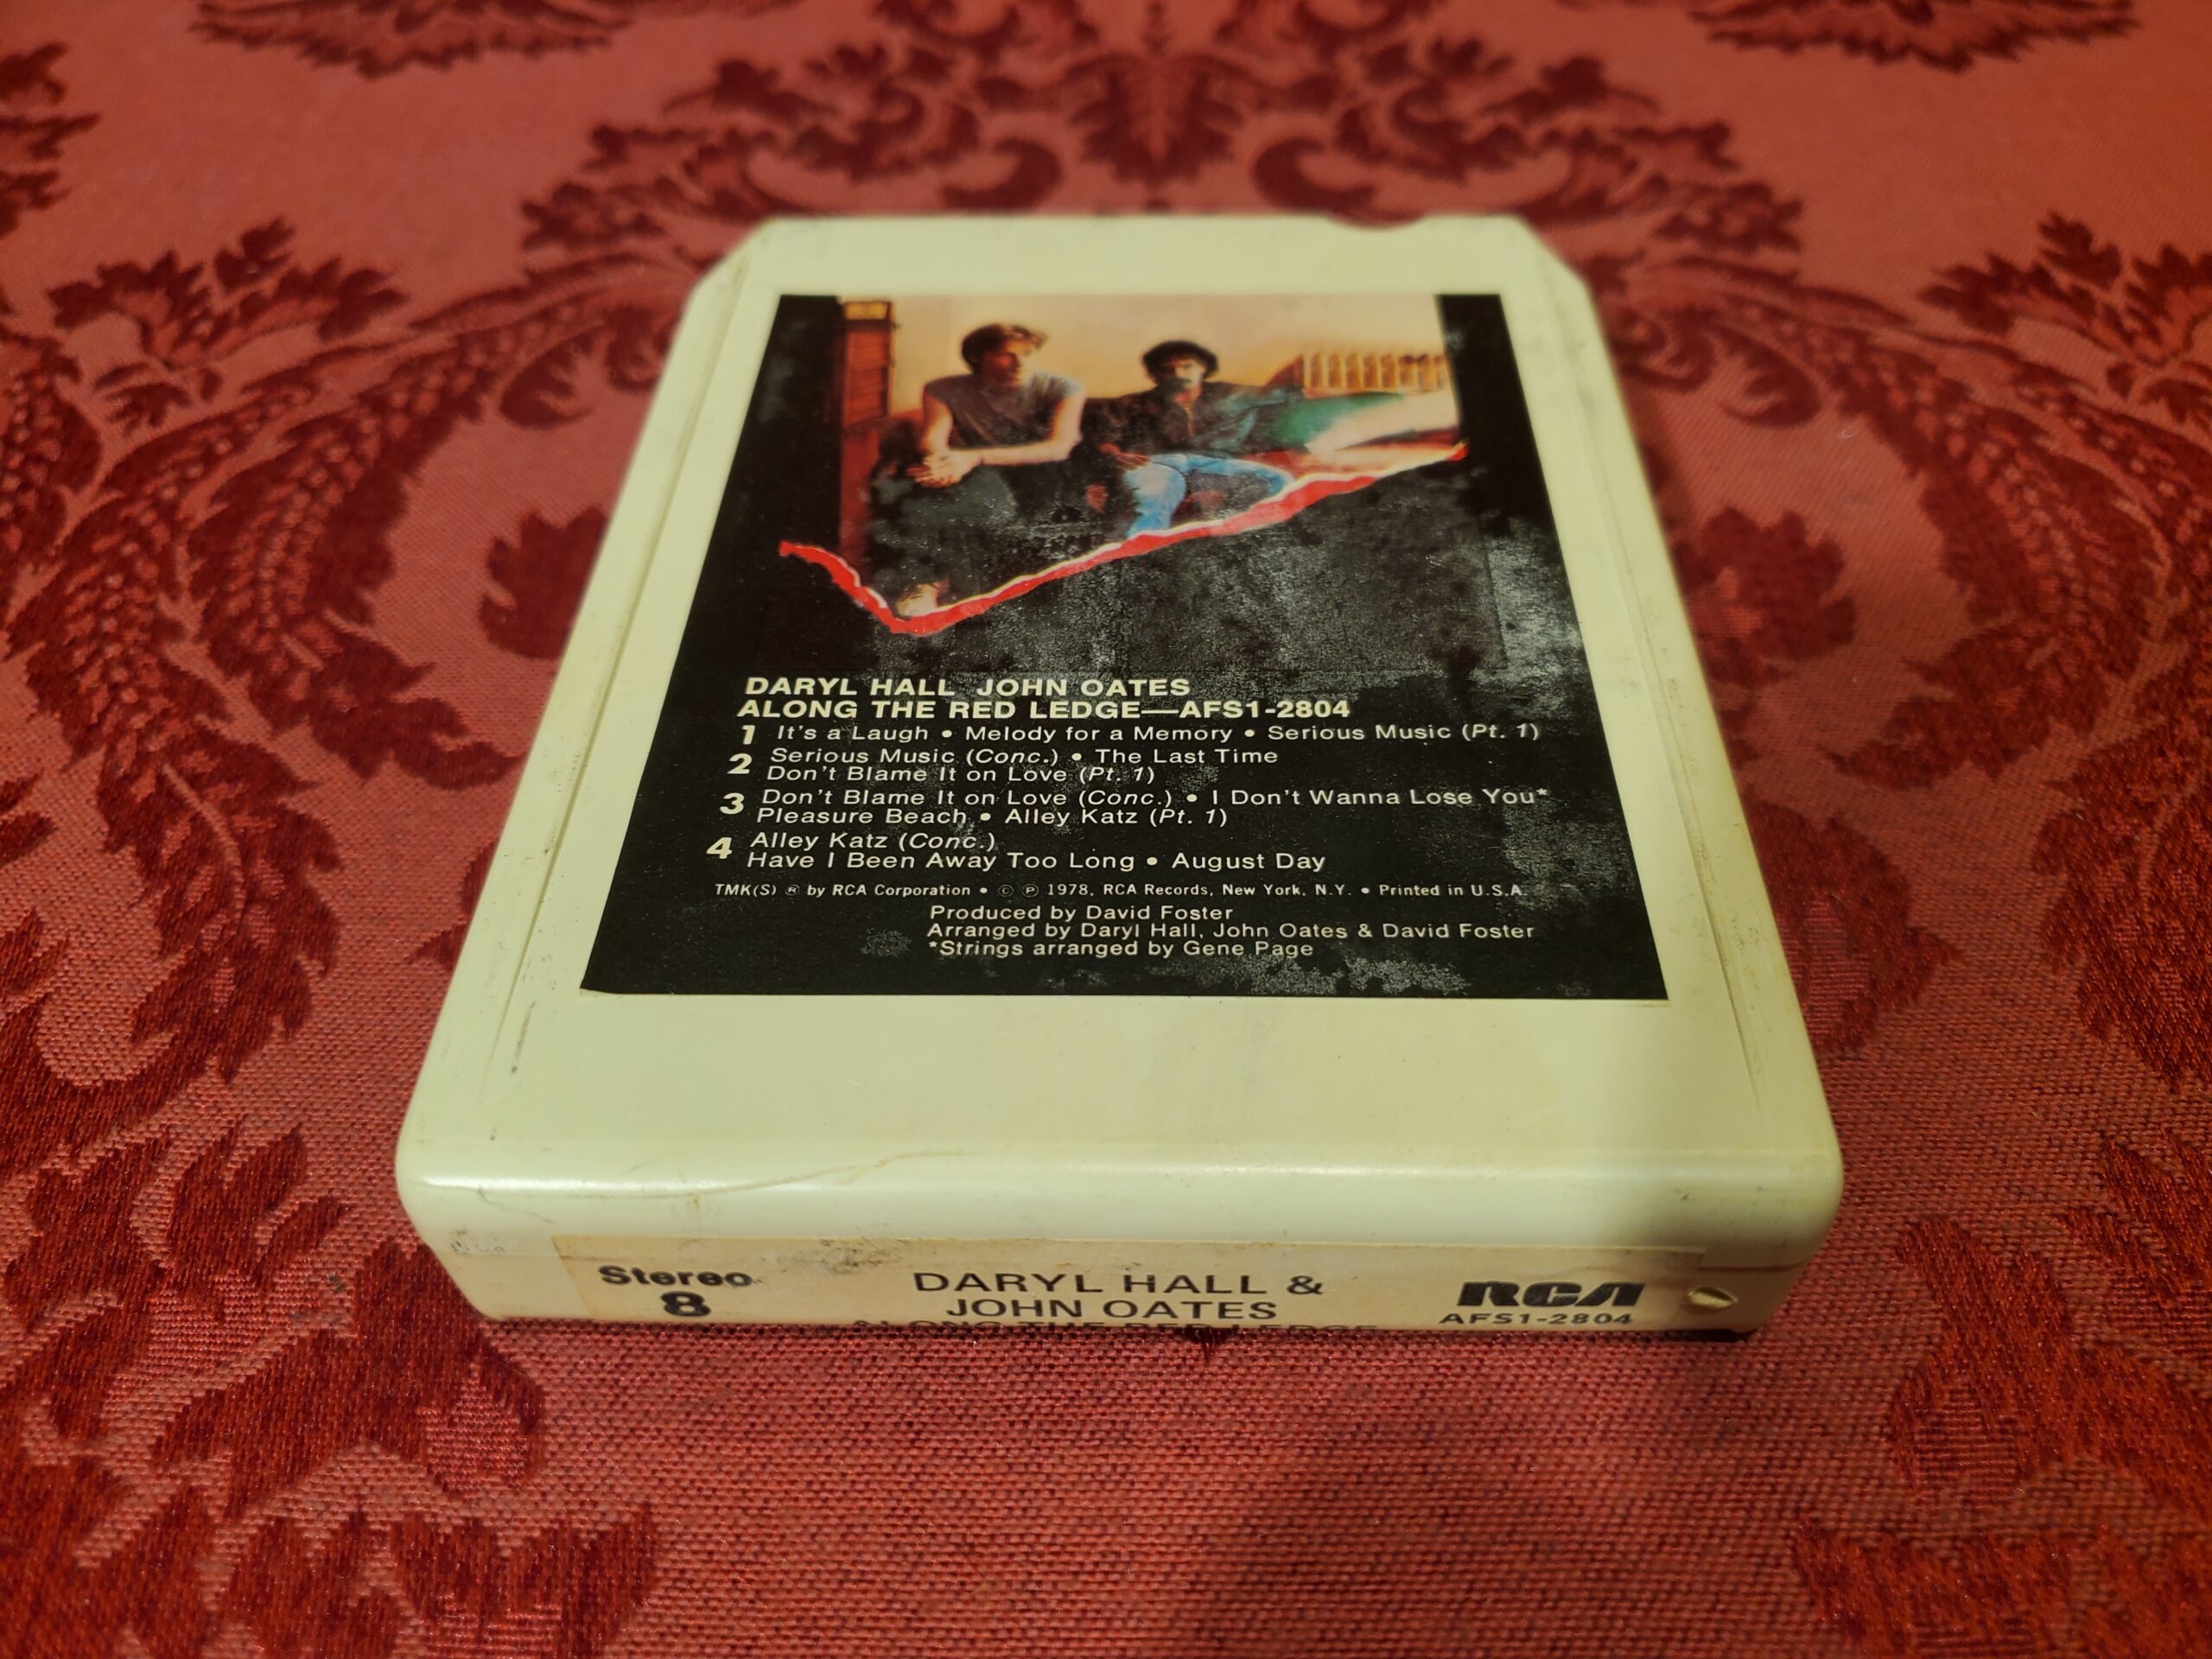 DARYL HALL JOHN OATES
ALONG THE RED LEDGE—AFS1-2804
1 It's a Laugh • Melody for a Memory • Serious Music (Pt. 1)
2 Serious Music (Conc.) • The Last Time
Don't Blame It on Love (Pt. 1)
3 Don't Blame It on Love (Conc.) • I Don't Wanna Lose You*
Pleasure Beach • Alley Katz (Pt. 1)
4 Alley Katz (Conc.)
Have I Been Away Too Long • August Day
TMK(S) ® by RCA Corporation • © ℗ 1978, RCA Records, New York, N.Y. • Printed in U.S.A.
Produced by David Foster
Arranged by Daryl Hall, John Oates & David Foster
*Strings arranged by Gene Page
Stereo
8
DARYL HALL &
JOHN OATES
ALONG THE RED LEDGE
RCA
AFS1-2804